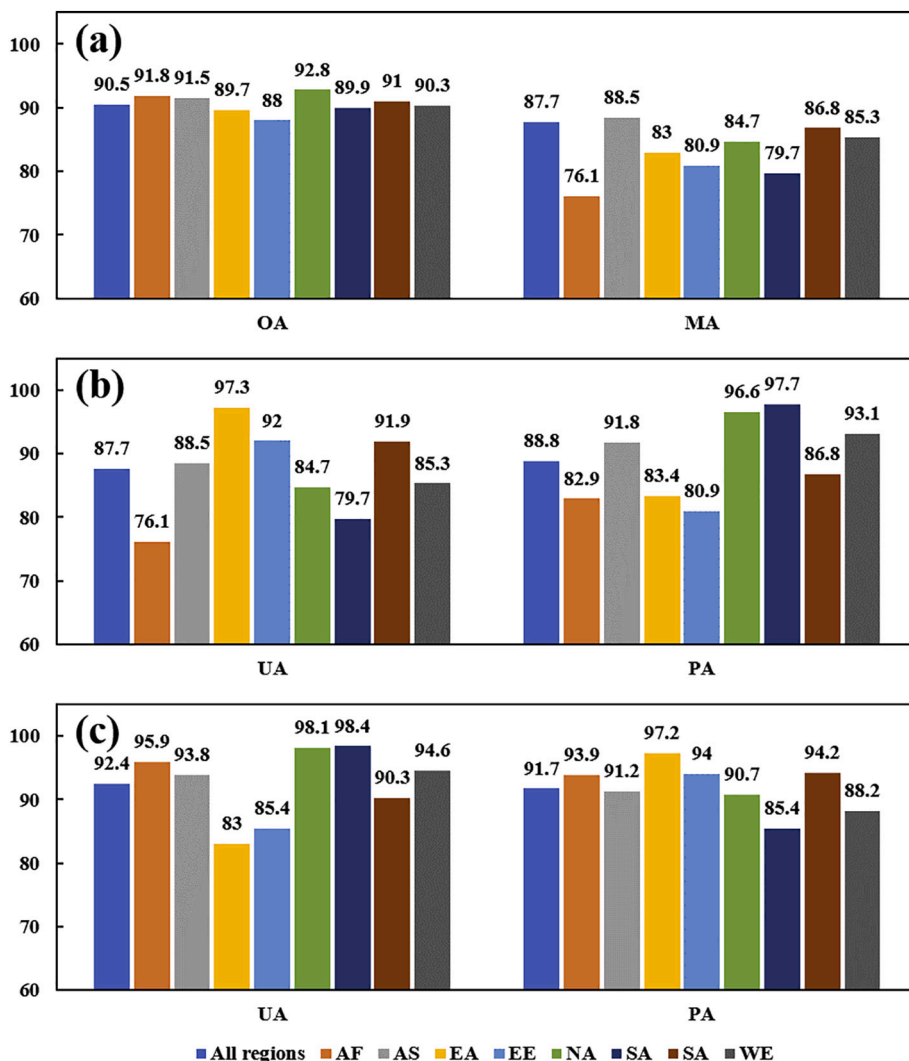 (a)
100
90
80
70
60
90.5 91.8 91.5 89.7 88 92.8 89.9 91 90.3
87.7 76.1 88.5 83 80.9 84.7 79.7 86.8 85.3
OA MA
(b)
100
90
80
70
60
87.7 76.1 88.5 97.3 92 84.7 79.7 91.9 85.3
88.8 82.9 91.8 83.4 80.9 96.6 97.7 86.8 93.1
UA PA
(c)
100
90
80
70
60
92.4 95.9 93.8 83 85.4 98.1 98.4 90.3 94.6
91.7 93.9 91.2 97.2 94 90.7 85.4 94.2 88.2
UA PA
All regions AF AS EA EE NA SA SA WE